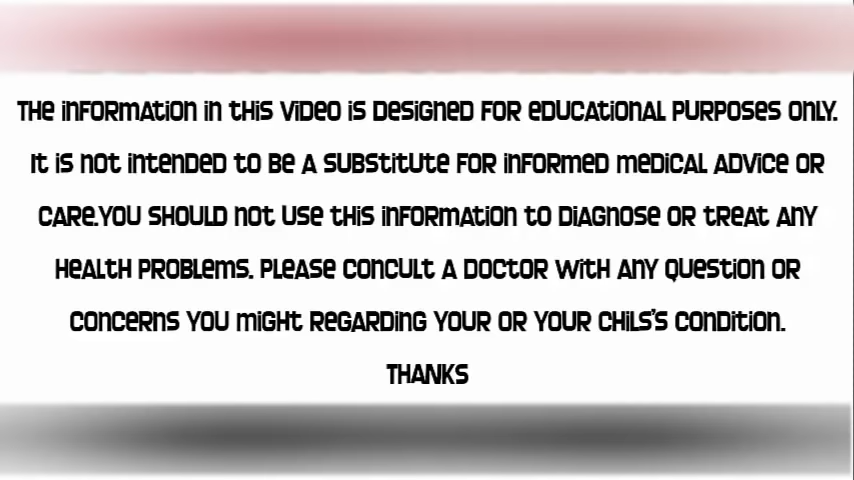 THE INFORMATION IN THIS VIDEO IS DESIGNED FOR EDUCATIONAL PURPOSES ONLY.
IT IS NOT INTENDED TO BE A SUBSTITUTE FOR INFORMED MEDICAL ADVICE OR
CARE.YOU SHOULD NOT USE THIS INFORMATION TO DIAGNOSE OR TREAT ANY
HEALTH PROBLEMS. PLEASE CONCULT A DOCTOR WITH ANY QUESTION OR
CONCERNS YOU MIGHT REGARDING YOUR OR YOUR CHILS'S CONDITION.
THANKS